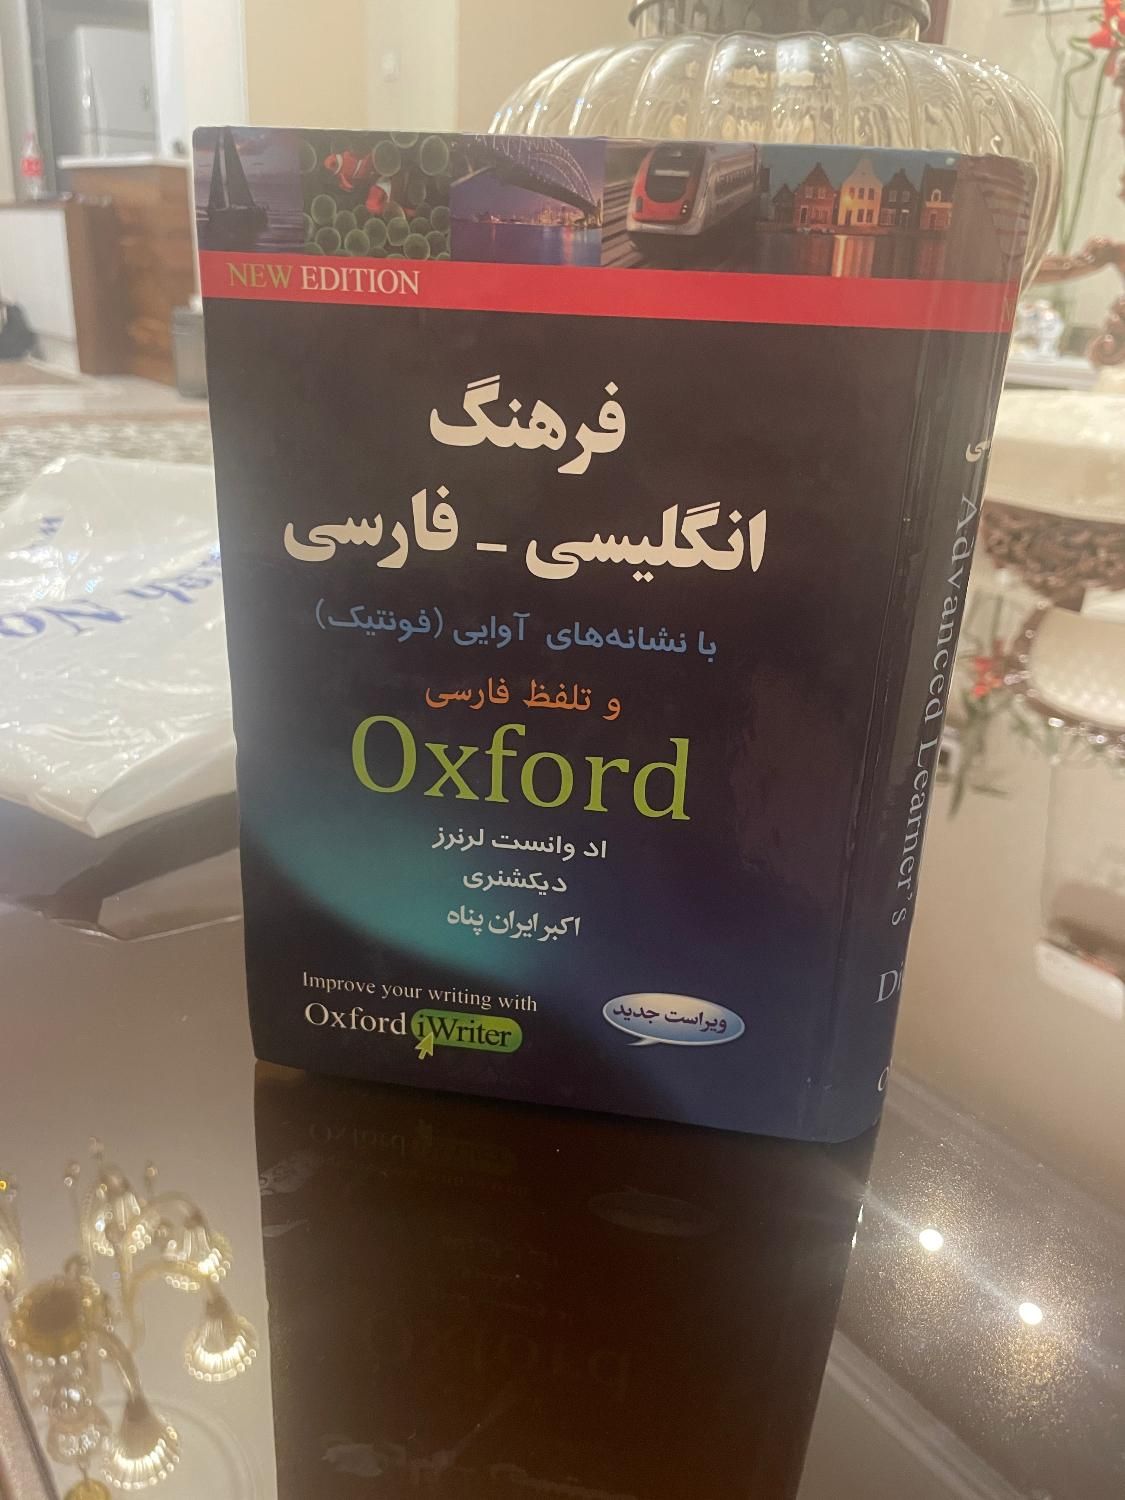 NEW EDITION
فرهنگ
انگلیسی - فارسی
با نشانه‌های آوایی (فونتیک)
و تلفظ فارسی
Oxford
اد وانست لرنرز
دیکشنری
اکبر ایران پناه
Improve your writing with
Oxford iWriter
ویراست جدید
Advanced Learner's